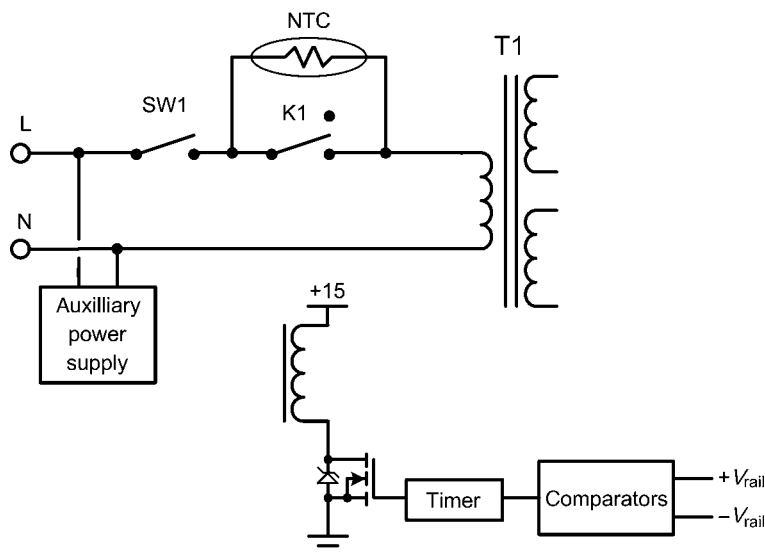 NTC
T1
SW1
K1
L
N
Auxilliary
power
supply
+15
Timer
Comparators
+Vrail
−Vrail